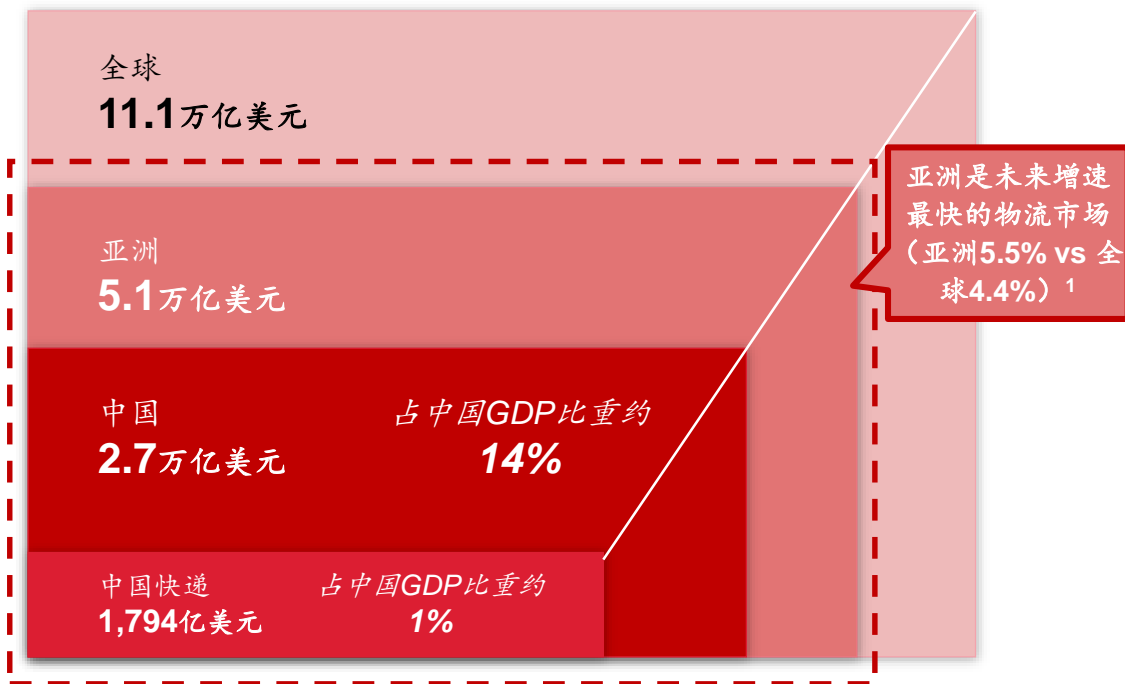 全球
11.1万亿美元
亚洲是未来增速
最快的物流市场
（亚洲5.5% vs 全
球4.4%）1
亚洲
5.1万亿美元
中国
2.7万亿美元
占中国GDP比重约
14%
中国快递
1,794亿美元
占中国GDP比重约
1%